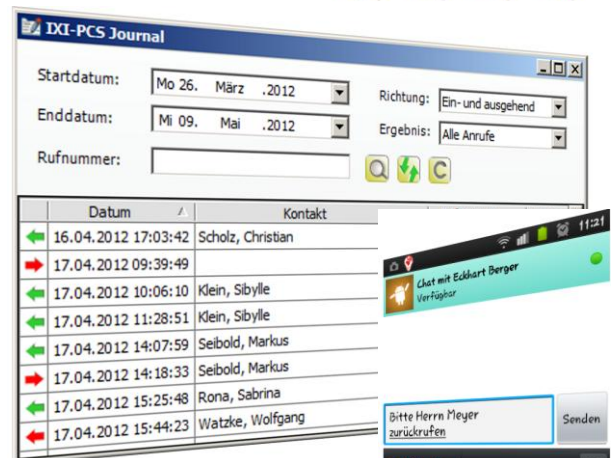 IXI-PCS Journal
Startdatum: Mo 26. März .2012 Richtung: Ein- und ausgehend
Enddatum: Mi 09. Mai .2012 Ergebnis: Alle Anrufe
Rufnummer: C
Datum Kontakt
16.04.2012 17:03:42 Scholz, Christian
17.04.2012 09:39:49
17.04.2012 10:06:10 Klein, Sibylle
17.04.2012 11:28:51 Klein, Sibylle
17.04.2012 14:07:59 Seibold, Markus
17.04.2012 14:18:33 Seibold, Markus
17.04.2012 15:25:48 Rona, Sabrina
17.04.2012 15:44:23 Watzke, Wolfgang
11:21
Chat mit Eckhart Berger
Verfügbar
Bitte Herrn Meyer
zurückrufen
Senden